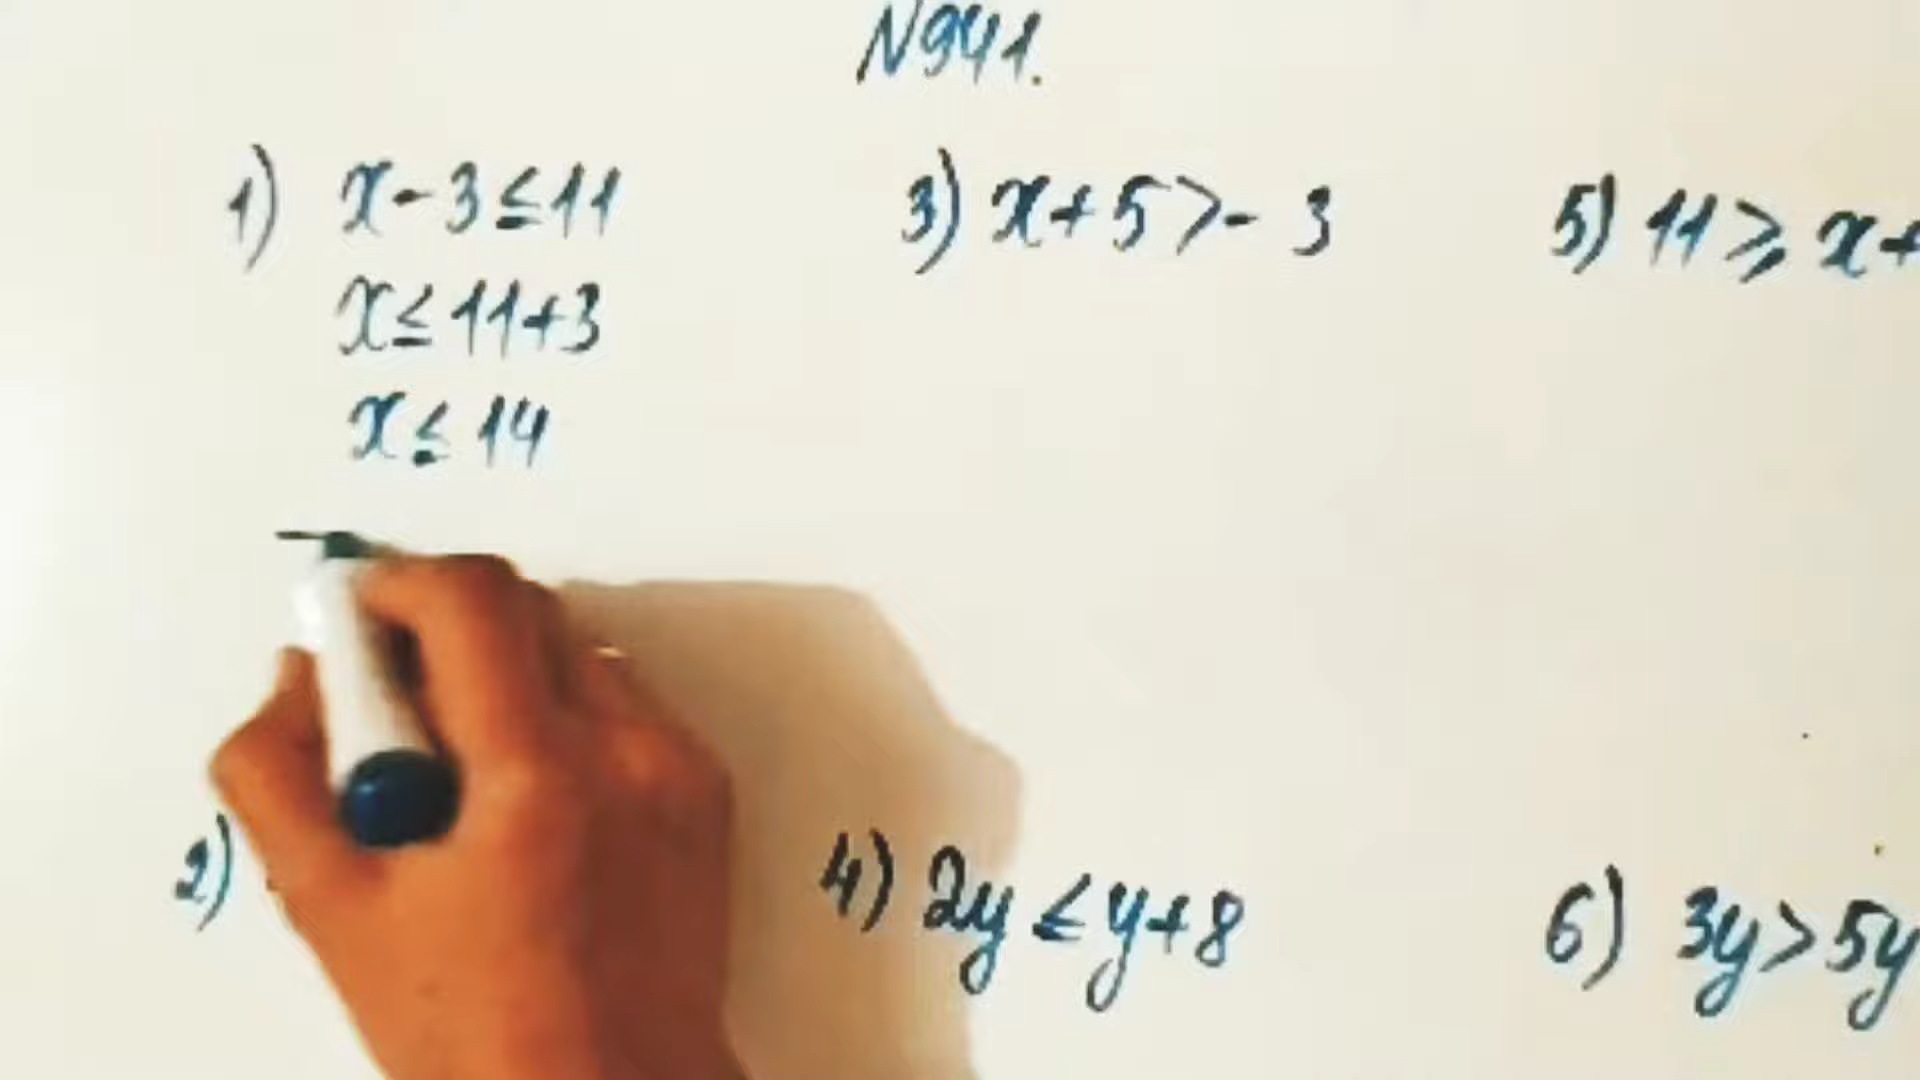 N941.
1) x - 3 ≤ 11
x ≤ 11 + 3
x ≤ 14
3) x + 5 > - 3
5) 11 ⩾ x +
2)
4) 2y ≤ y + 8
6) 3y > 5y